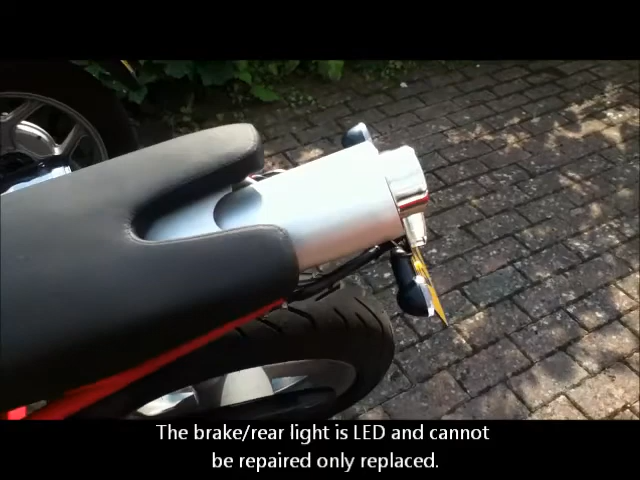 The brake/rear light is LED and cannot
be repaired only replaced.